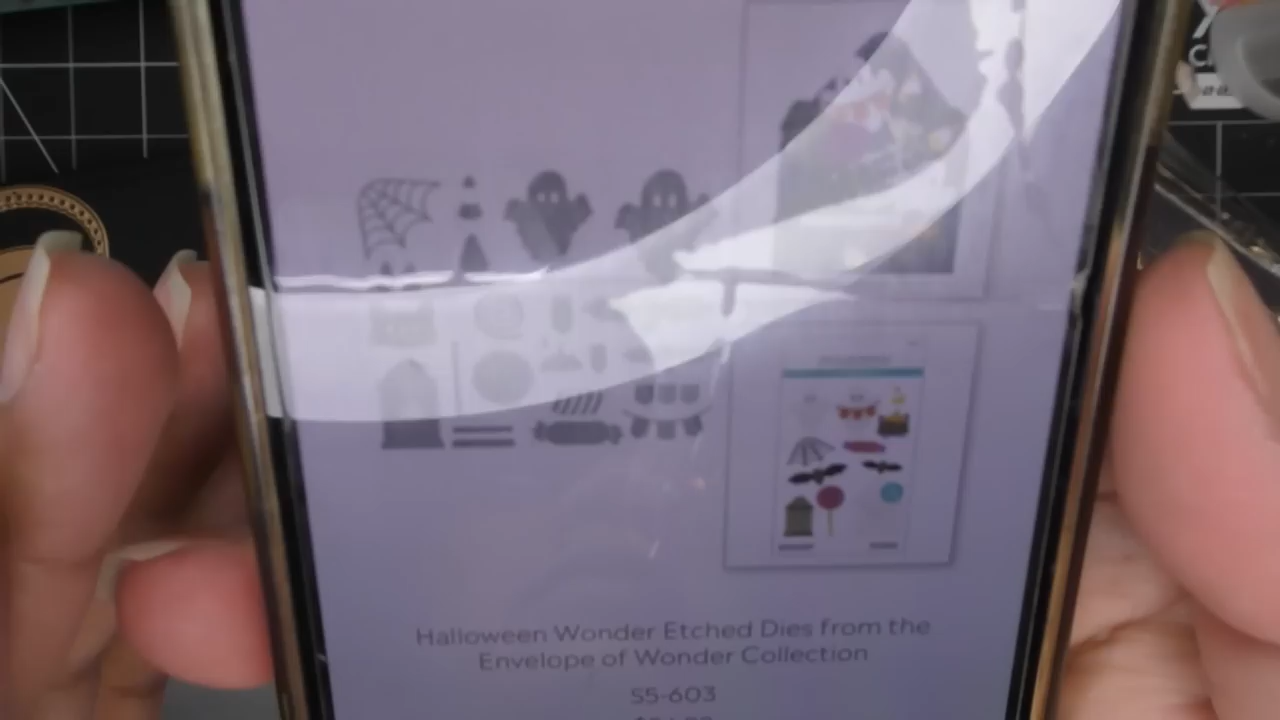 Halloween Wonder Etched Dies from the
Envelope of Wonder Collection
S5-603